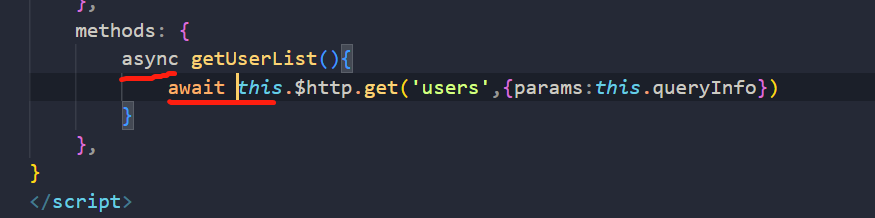 },
methods: {
async getUserList(){
await this.$http.get('users',{params:this.queryInfo})
}
},
}
</script>